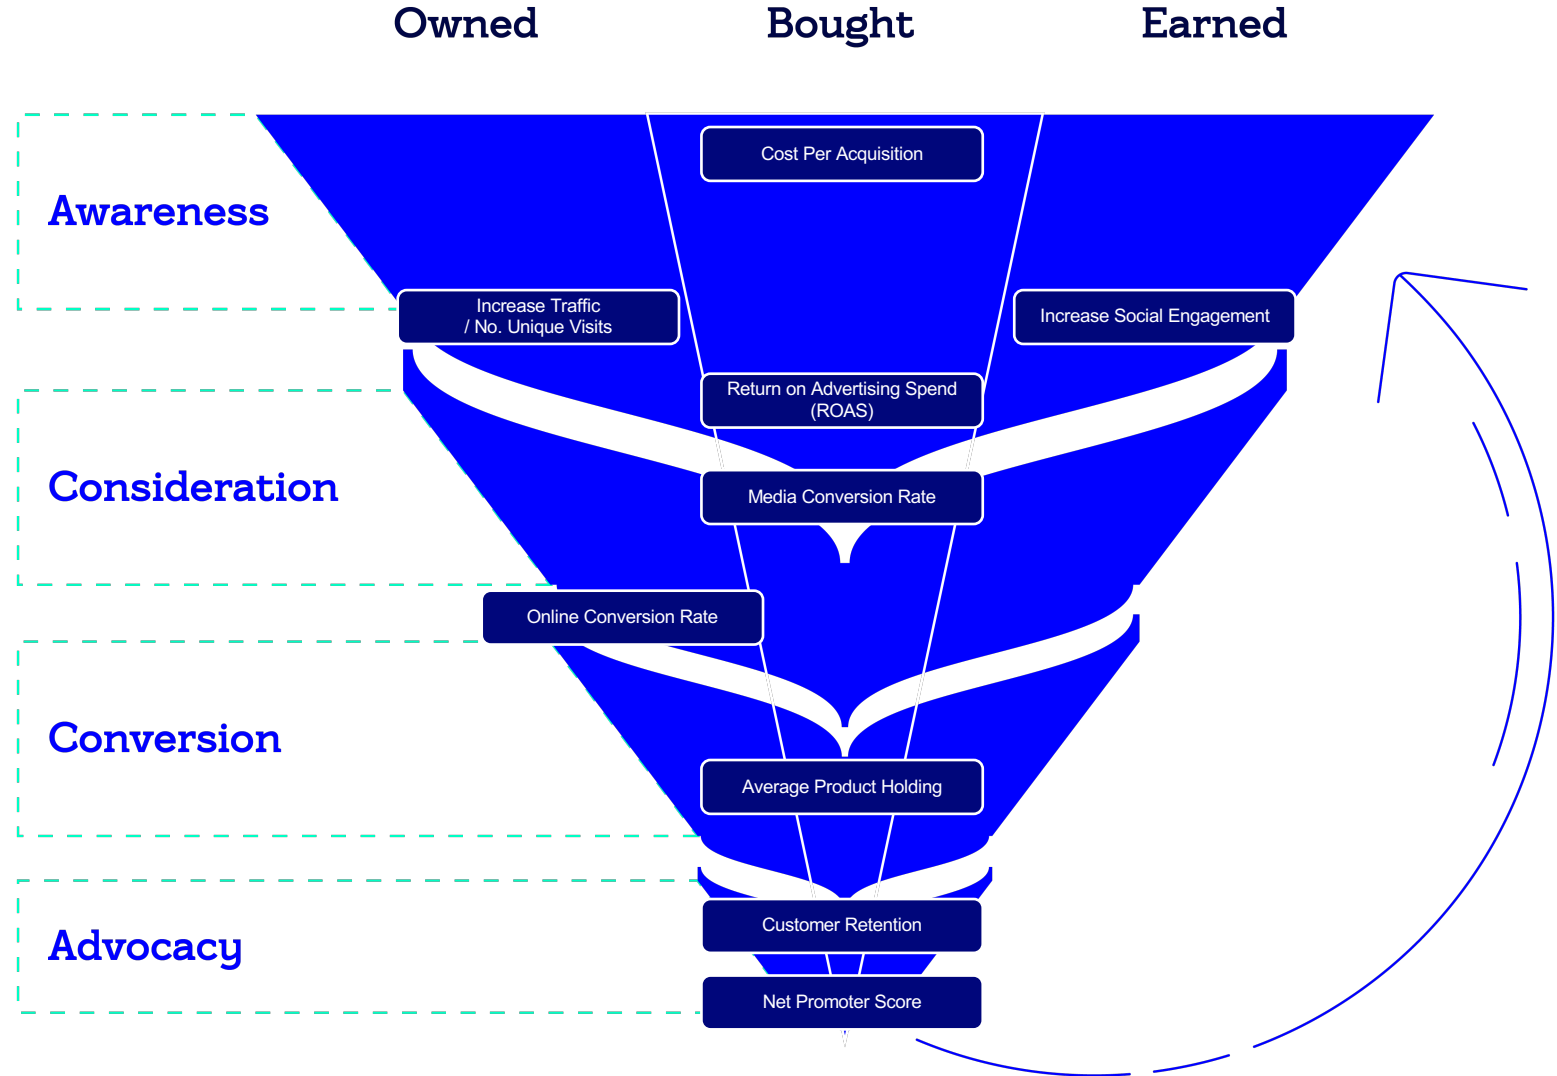 Owned
Bought
Earned
Cost Per Acquisition
Awareness
Increase Traffic
/ No. Unique Visits
Increase Social Engagement
Return on Advertising Spend
(ROAS)
Consideration
Media Conversion Rate
Online Conversion Rate
Conversion
Average Product Holding
Customer Retention
Advocacy
Net Promoter Score